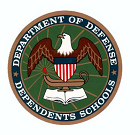 DEPARTMENT OF DEFENSE
DEPENDENTS SCHOOLS